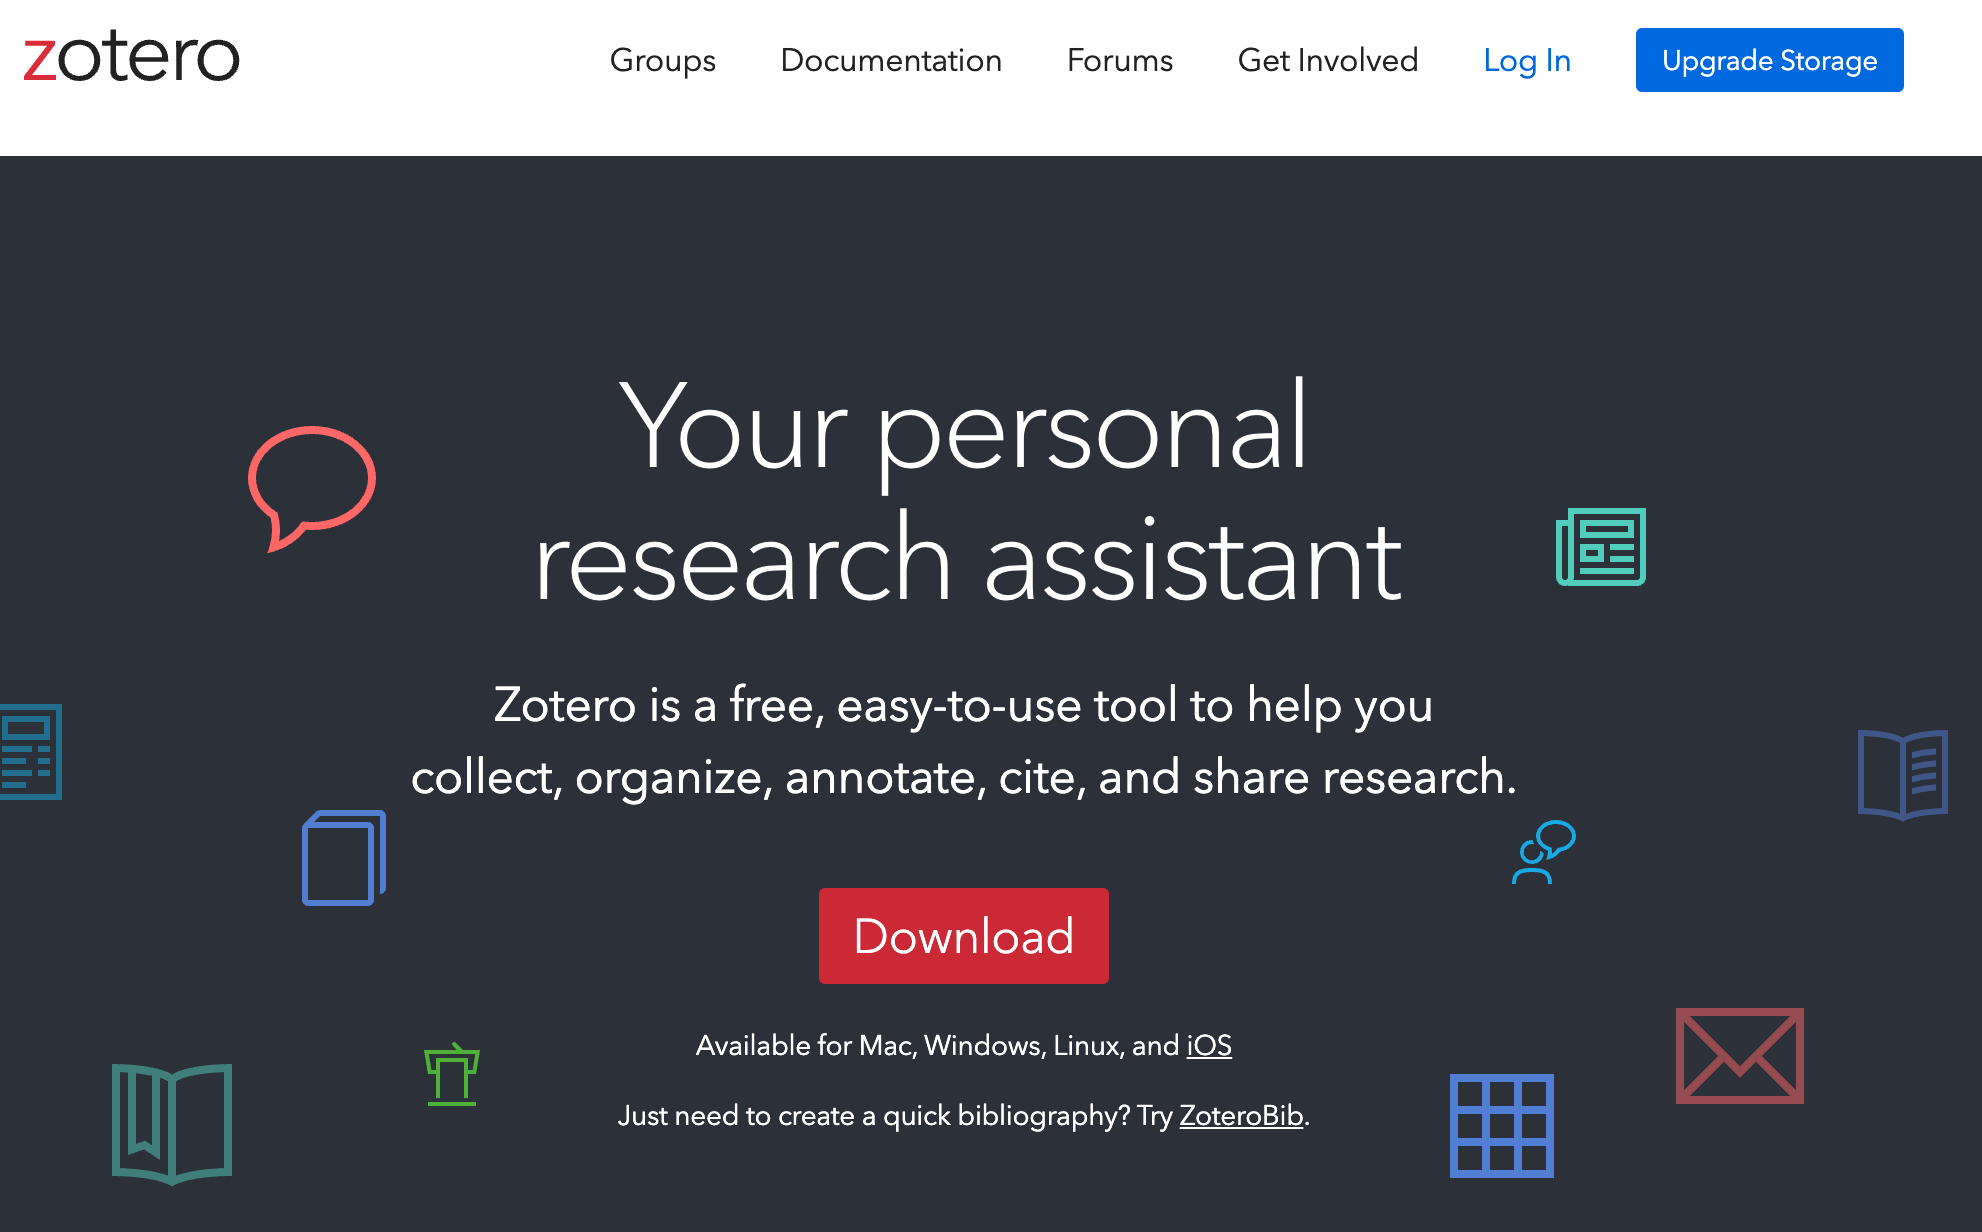 zotero
Groups Documentation Forums Get Involved Log In Upgrade Storage
Your personal
research assistant
Zotero is a free, easy-to-use tool to help you
collect, organize, annotate, cite, and share research.
Download
Available for Mac, Windows, Linux, and iOS
Just need to create a quick bibliography? Try ZoteroBib.